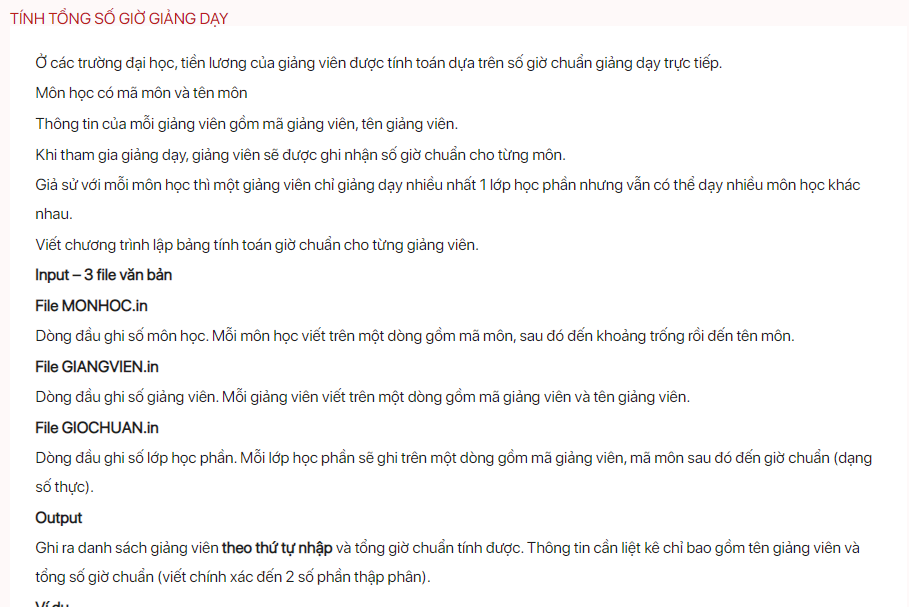 TÍNH TỔNG SỐ GIỜ GIẢNG DẠY
Ở các trường đại học, tiền lương của giảng viên được tính toán dựa trên số giờ chuẩn giảng dạy trực tiếp.
Môn học có mã môn và tên môn
Thông tin của mỗi giảng viên gồm mã giảng viên, tên giảng viên.
Khi tham gia giảng dạy, giảng viên sẽ được ghi nhận số giờ chuẩn cho từng môn.
Giả sử với mỗi môn học thì một giảng viên chỉ giảng dạy nhiều nhất 1 lớp học phần nhưng vẫn có thể dạy nhiều môn học khác
nhau.
Viết chương trình lập bảng tính toán giờ chuẩn cho từng giảng viên.
Input – 3 file văn bản
File MONHOC.in
Dòng đầu ghi số môn học. Mỗi môn học viết trên một dòng gồm mã môn, sau đó đến khoảng trống rồi đến tên môn.
File GIANGVIEN.in
Dòng đầu ghi số giảng viên. Mỗi giảng viên viết trên một dòng gồm mã giảng viên và tên giảng viên.
File GIOCHUAN.in
Dòng đầu ghi số lớp học phần. Mỗi lớp học phần sẽ ghi trên một dòng gồm mã giảng viên, mã môn sau đó đến giờ chuẩn (dạng
số thực).
Output
Ghi ra danh sách giảng viên theo thứ tự nhập và tổng giờ chuẩn tính được. Thông tin cần liệt kê chỉ bao gồm tên giảng viên và
tổng số giờ chuẩn (viết chính xác đến 2 số phần thập phân).
Ví dụ